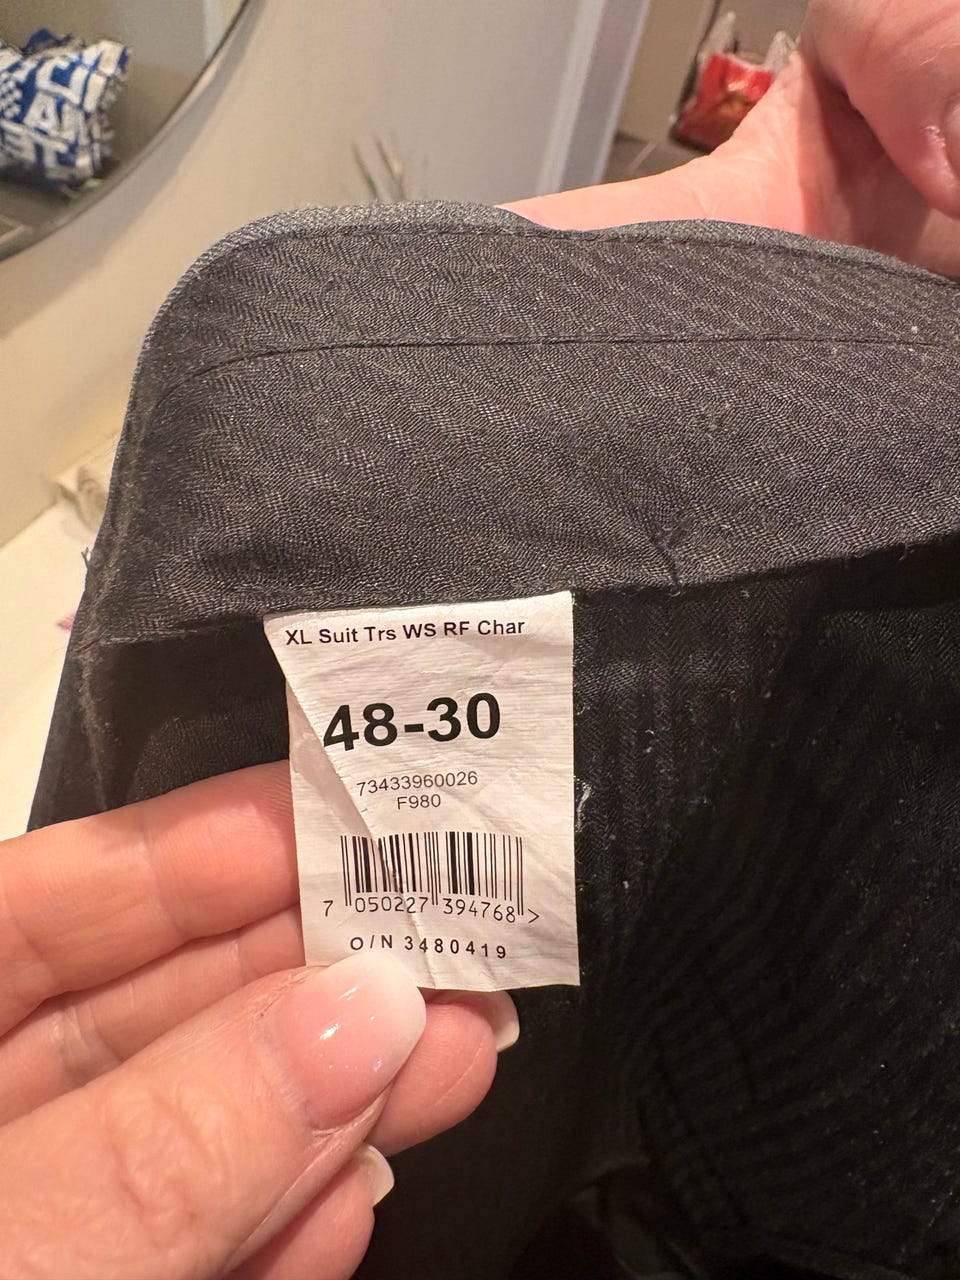 XL Suit Trs WS RF Char
48-30
73433960026
F980
7 050227 394768 >
O/N 3480419